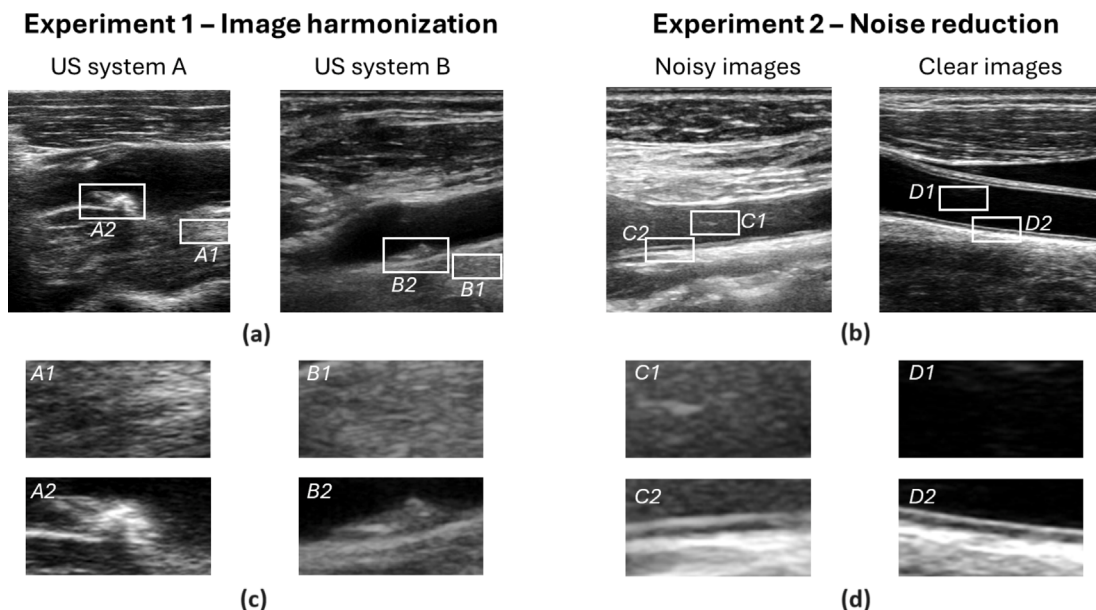 Experiment 1 – Image harmonization
Experiment 2 – Noise reduction
US system A
US system B
Noisy images
Clear images
A2
A1
B2
B1
C2
C1
D1
D2
(a)
(b)
A1
B1
C1
D1
A2
B2
C2
D2
(c)
(d)